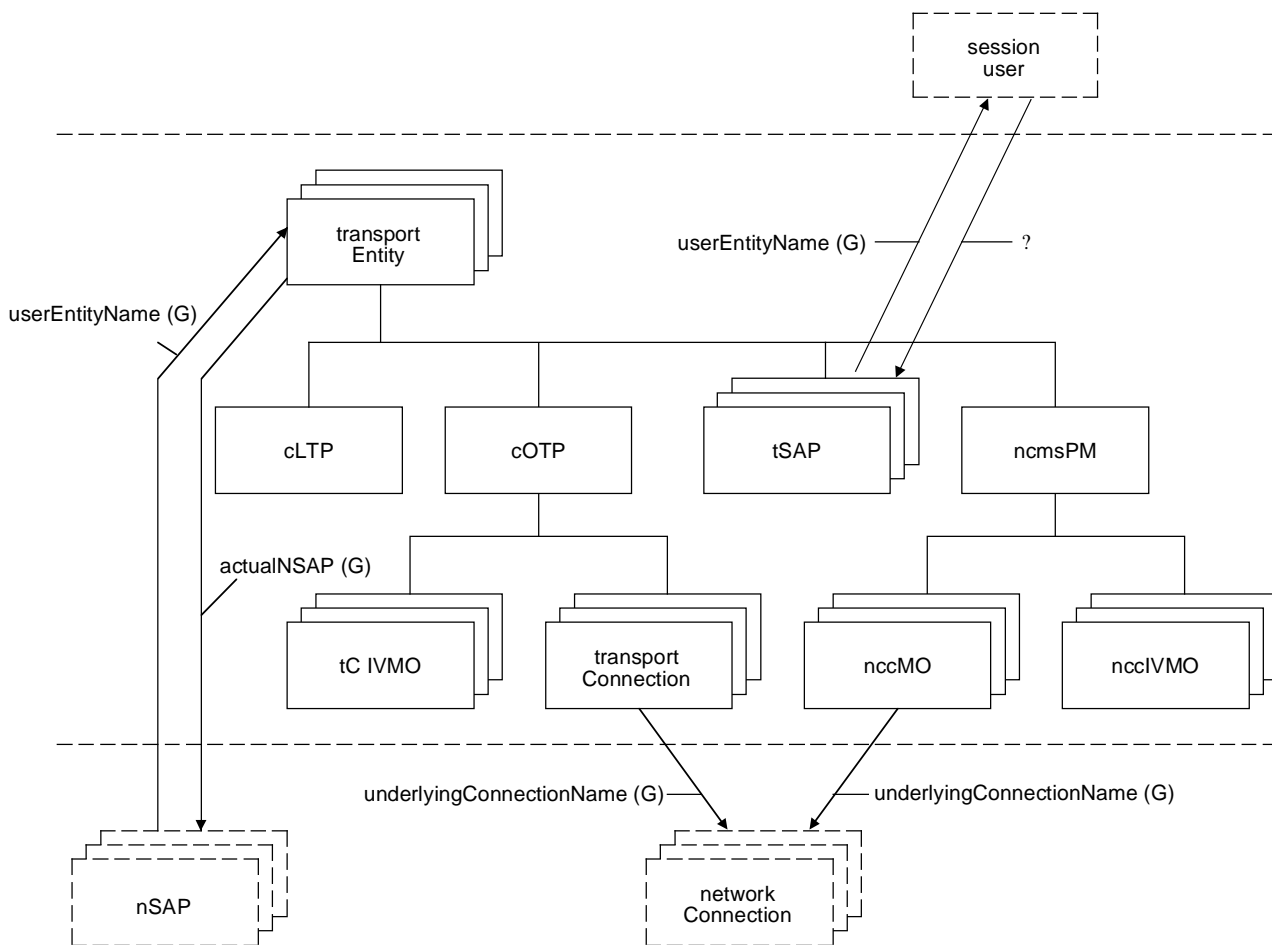 session
user
userEntityName (G)
?
transport
Entity
userEntityName (G)
cLTP
cOTP
tSAP
ncmsPM
actualNSAP (G)
tC IVMO
transport
Connection
nccMO
nccIVMO
underlyingConnectionName (G)
underlyingConnectionName (G)
nSAP
network
Connection